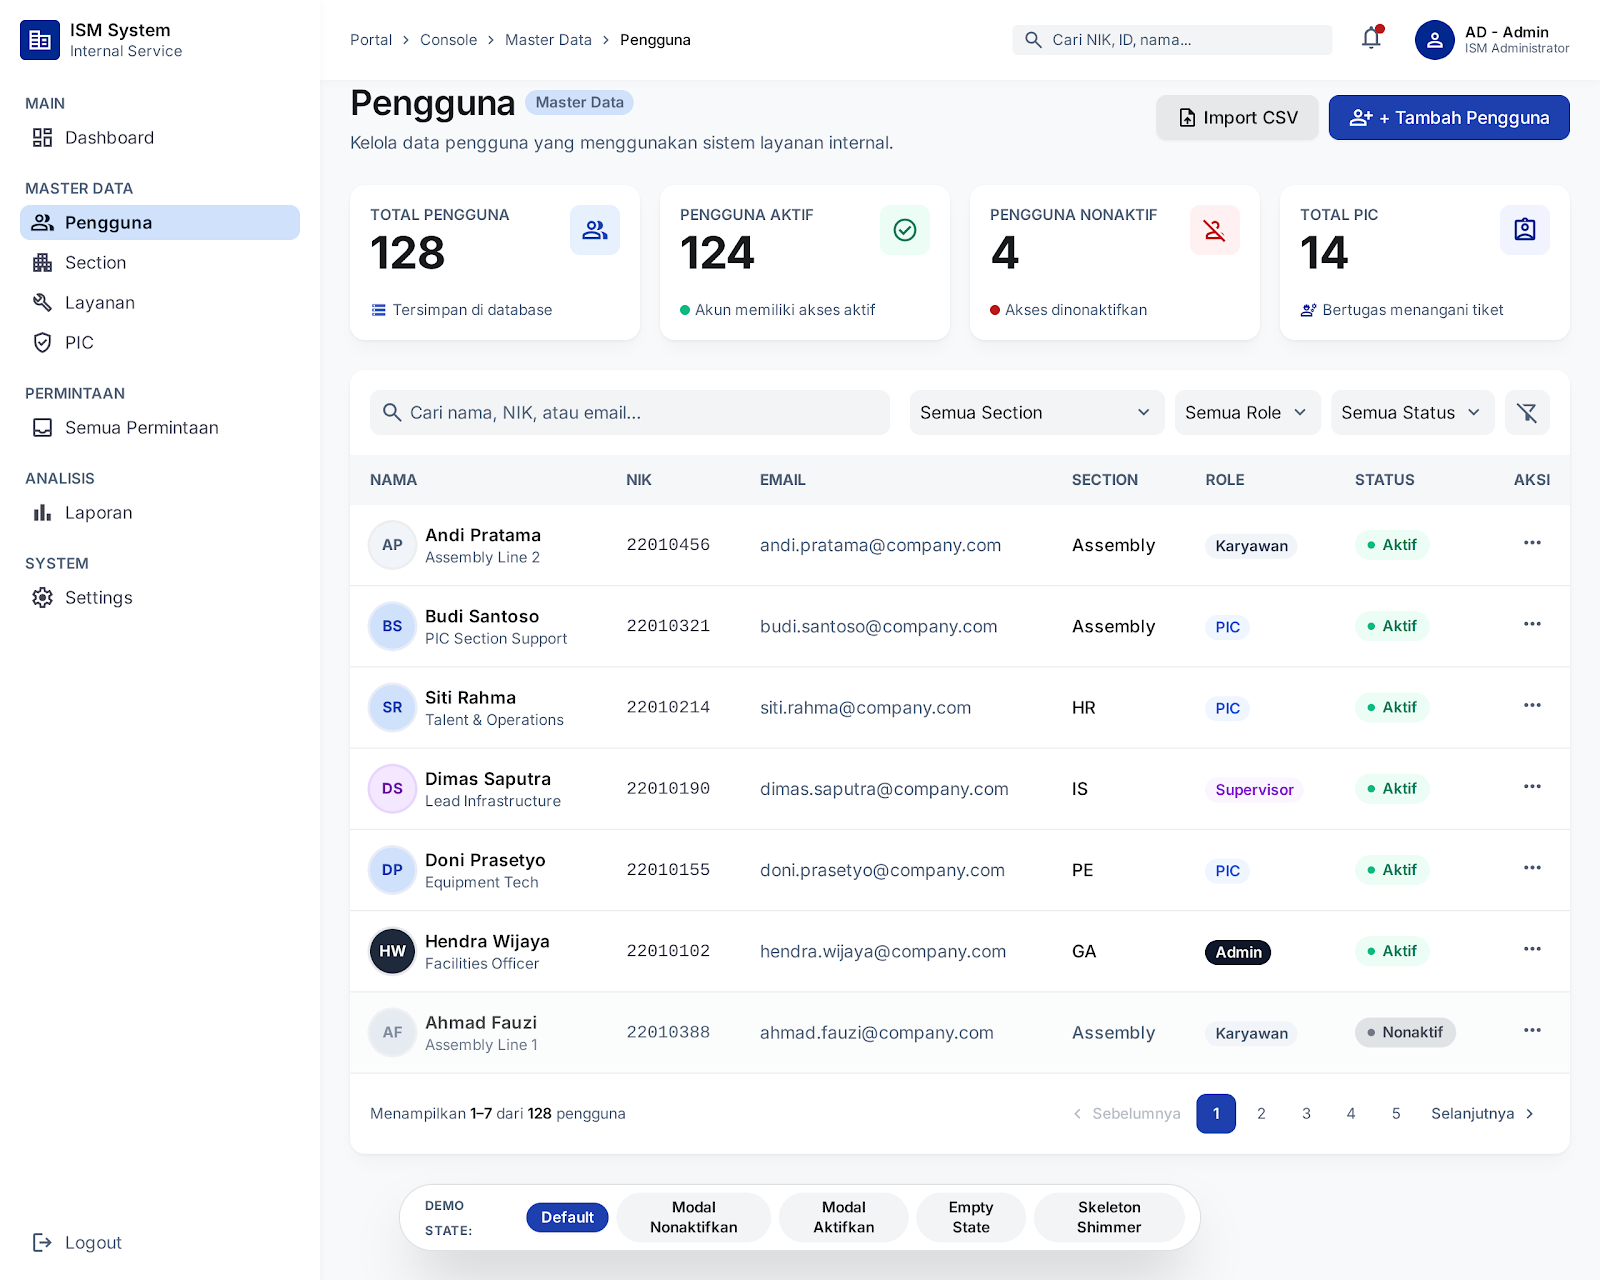 ISM System
Internal Service
MAIN
Dashboard
MASTER DATA
Pengguna
Section
Layanan
PIC
PERMINTAAN
Semua Permintaan
ANALISIS
Laporan
SYSTEM
Settings
Logout
Portal > Console > Master Data > Pengguna
Cari NIK, ID, nama...
AD - Admin
ISM Administrator
Pengguna Master Data
Kelola data pengguna yang menggunakan sistem layanan internal.
Import CSV
+ Tambah Pengguna
TOTAL PENGGUNA
128
Tersimpan di database
PENGGUNA AKTIF
124
Akun memiliki akses aktif
PENGGUNA NONAKTIF
4
Akses dinonaktifkan
TOTAL PIC
14
Bertugas menangani tiket
Cari nama, NIK, atau email...
Semua Section
Semua Role
Semua Status
NAMA NIK EMAIL SECTION ROLE STATUS AKSI
AP Andi Pratama 22010456 andi.pratama@company.com Assembly Karyawan Aktif
Assembly Line 2
BS Budi Santoso 22010321 budi.santoso@company.com Assembly PIC Aktif
PIC Section Support
SR Siti Rahma 22010214 siti.rahma@company.com HR PIC Aktif
Talent & Operations
DS Dimas Saputra 22010190 dimas.saputra@company.com IS Supervisor Aktif
Lead Infrastructure
DP Doni Prasetyo 22010155 doni.prasetyo@company.com PE PIC Aktif
Equipment Tech
HW Hendra Wijaya 22010102 hendra.wijaya@company.com GA Admin Aktif
Facilities Officer
AF Ahmad Fauzi 22010388 ahmad.fauzi@company.com Assembly Karyawan Nonaktif
Assembly Line 1
Menampilkan 1–7 dari 128 pengguna
Sebelumnya 1 2 3 4 5 Selanjutnya
DEMO
STATE:
Default
Modal
Nonaktifkan
Modal
Aktifkan
Empty
State
Skeleton
Shimmer